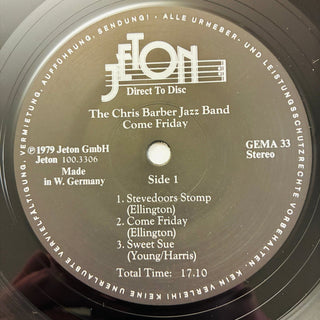 ALLE URHEBER- UND LEISTUNGSSCHUTZRECHTE VORBEHALTEN. KEIN VERLEIH! KEINE UNERLAUBTE VERVIELFÄLTIGUNG, VERMIETUNG, AUFFÜHRUNG, SENDUNG!
JETON
Direct To Disc
The Chris Barber Jazz Band
Come Friday
℗1979 Jeton GmbH
Jeton 100.3306
Made
in W. Germany
GEMA 33
Stereo
Side 1
1. Stevedoors Stomp
(Ellington)
2. Come Friday
(Ellington)
3. Sweet Sue
(Young/Harris)
Total Time: 17.10